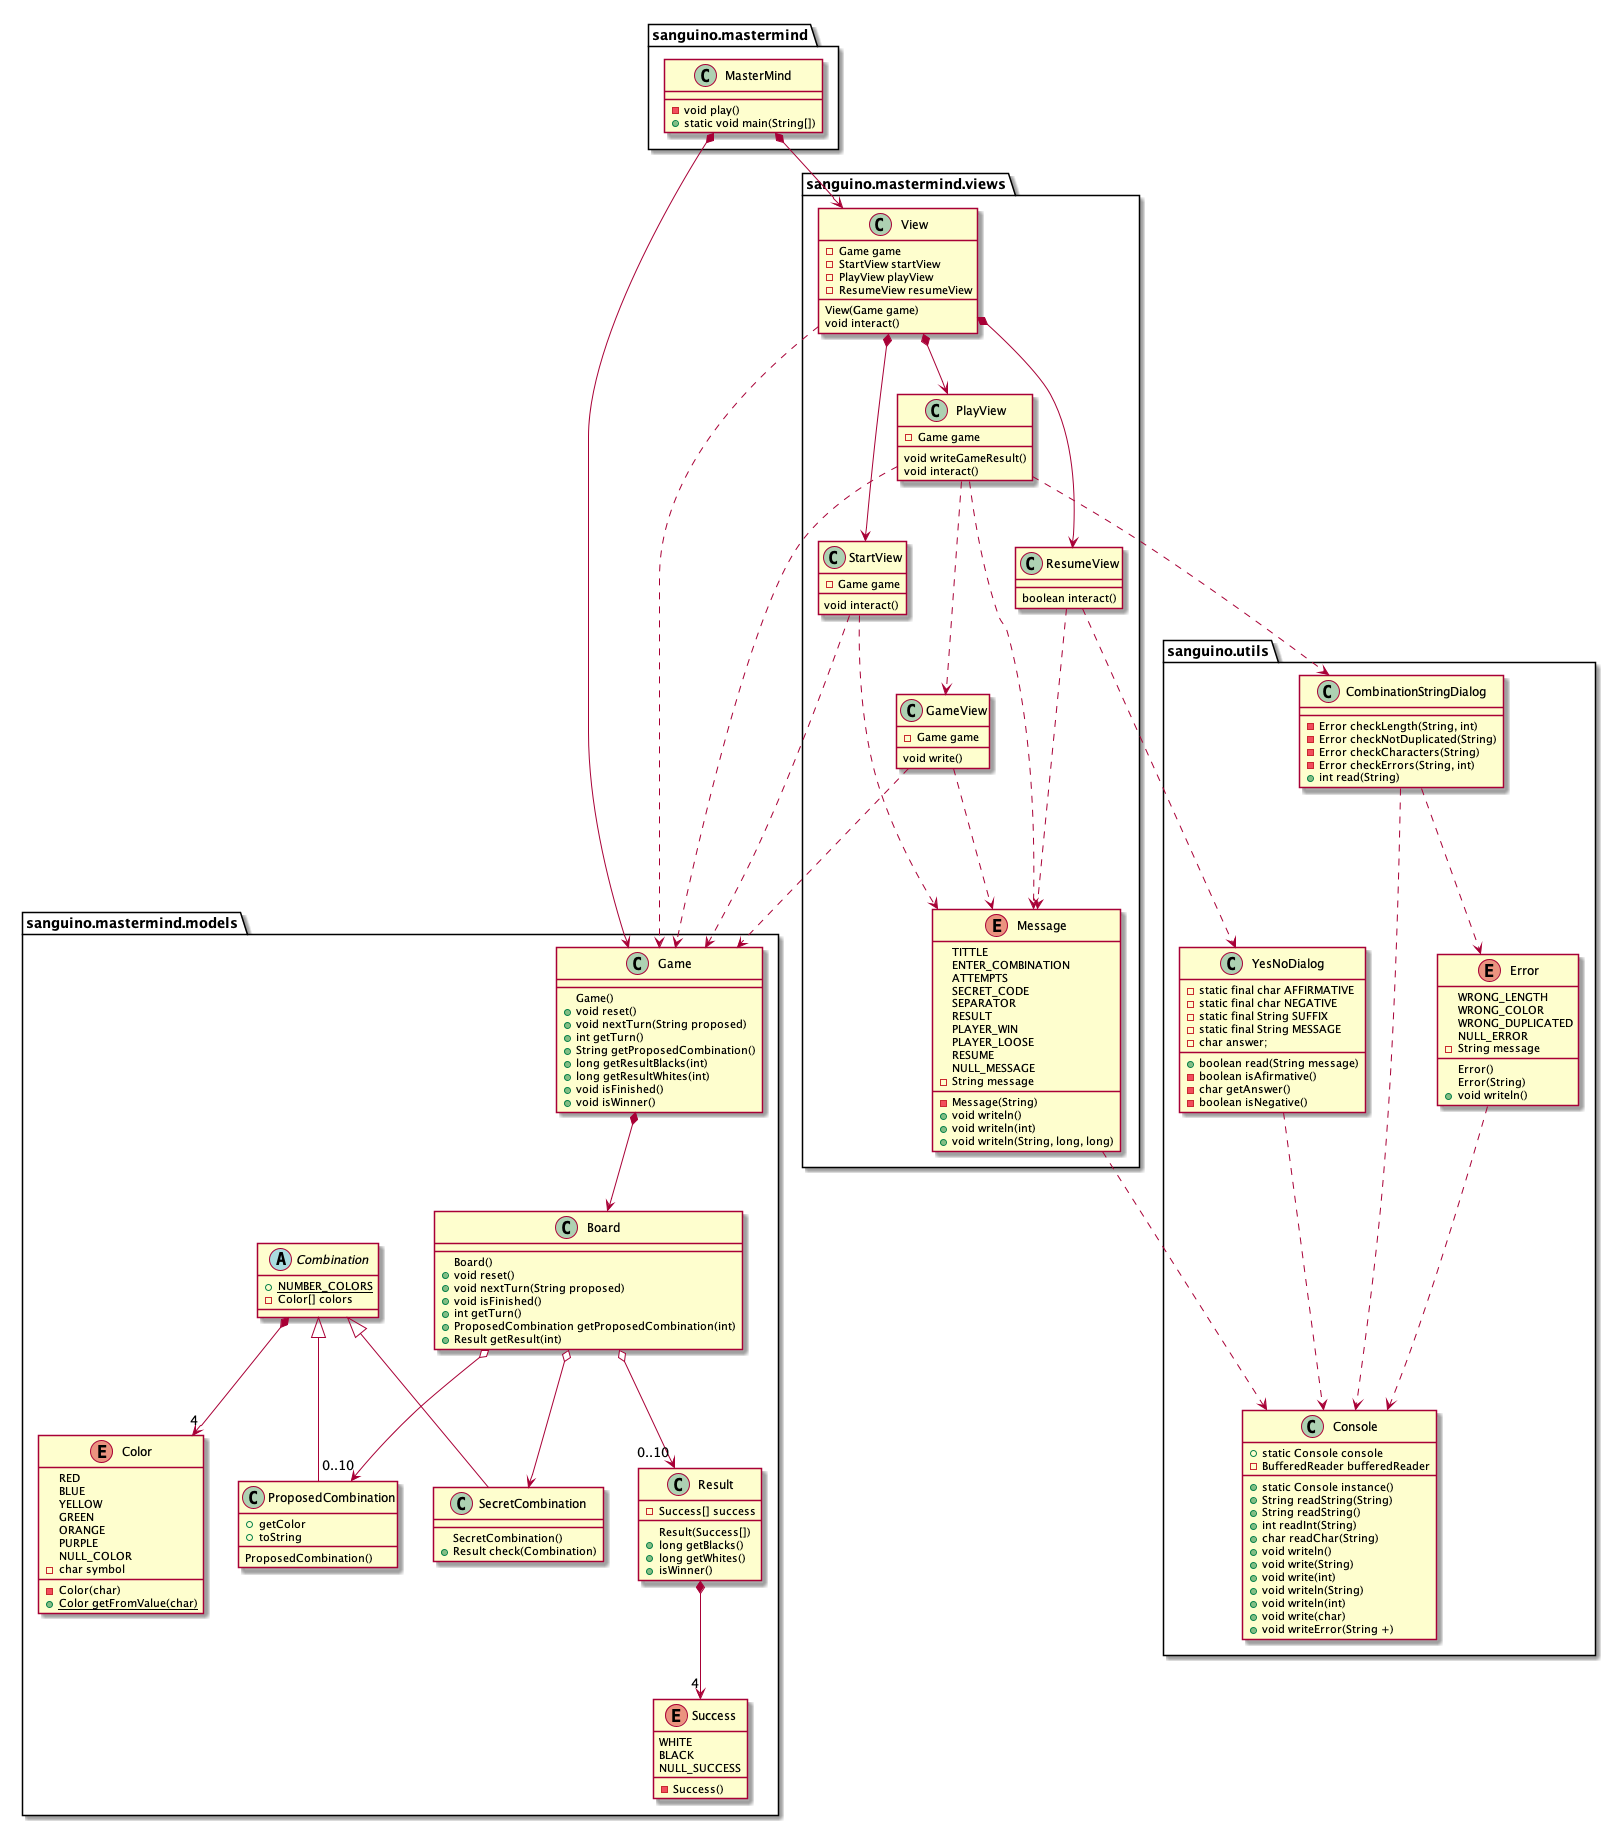 sanguino.mastermind
C MasterMind
void play()
static void main(String[])
sanguino.mastermind.views
C View
Game game
StartView startView
PlayView playView
ResumeView resumeView
View(Game game)
void interact()
C PlayView
Game game
void writeGameResult()
void interact()
C StartView
Game game
void interact()
C ResumeView
boolean interact()
C GameView
Game game
void write()
E Message
TITTLE
ENTER_COMBINATION
ATTEMPTS
SECRET_CODE
SEPARATOR
RESULT
PLAYER_WIN
PLAYER_LOOSE
RESUME
NULL_MESSAGE
String message
Message(String)
void writeln()
void writeln(int)
void writeln(String, long, long)
sanguino.utils
C CombinationStringDialog
Error checkLength(String, int)
Error checkNotDuplicated(String)
Error checkCharacters(String)
Error checkErrors(String, int)
int read(String)
C YesNoDialog
static final char AFFIRMATIVE
static final char NEGATIVE
static final String SUFFIX
static final String MESSAGE
char answer;
boolean read(String message)
boolean isAfirmative()
char getAnswer()
boolean isNegative()
E Error
WRONG_LENGTH
WRONG_COLOR
WRONG_DUPLICATED
NULL_ERROR
String message
Error()
Error(String)
void writeln()
C Console
static Console console
BufferedReader bufferedReader
static Console instance()
String readString(String)
String readString()
int readInt(String)
char readChar(String)
void writeln()
void write(String)
void write(int)
void writeln(String)
void writeln(int)
void write(char)
void writeError(String +)
sanguino.mastermind.models
C Game
Game()
void reset()
void nextTurn(String proposed)
int getTurn()
String getProposedCombination()
long getResultBlacks(int)
long getResultWhites(int)
void isFinished()
void isWinner()
C Board
Board()
void reset()
void nextTurn(String proposed)
void isFinished()
int getTurn()
ProposedCombination getProposedCombination(int)
Result getResult(int)
A Combination
NUMBER_COLORS
Color[] colors
4
0..10
0..10
E Color
RED
BLUE
YELLOW
GREEN
ORANGE
PURPLE
NULL_COLOR
char symbol
Color(char)
Color getFromValue(char)
C ProposedCombination
getColor
toString
ProposedCombination()
C SecretCombination
SecretCombination()
Result check(Combination)
C Result
Success[] success
Result(Success[])
long getBlacks()
long getWhites()
isWinner()
4
E Success
WHITE
BLACK
NULL_SUCCESS
Success()